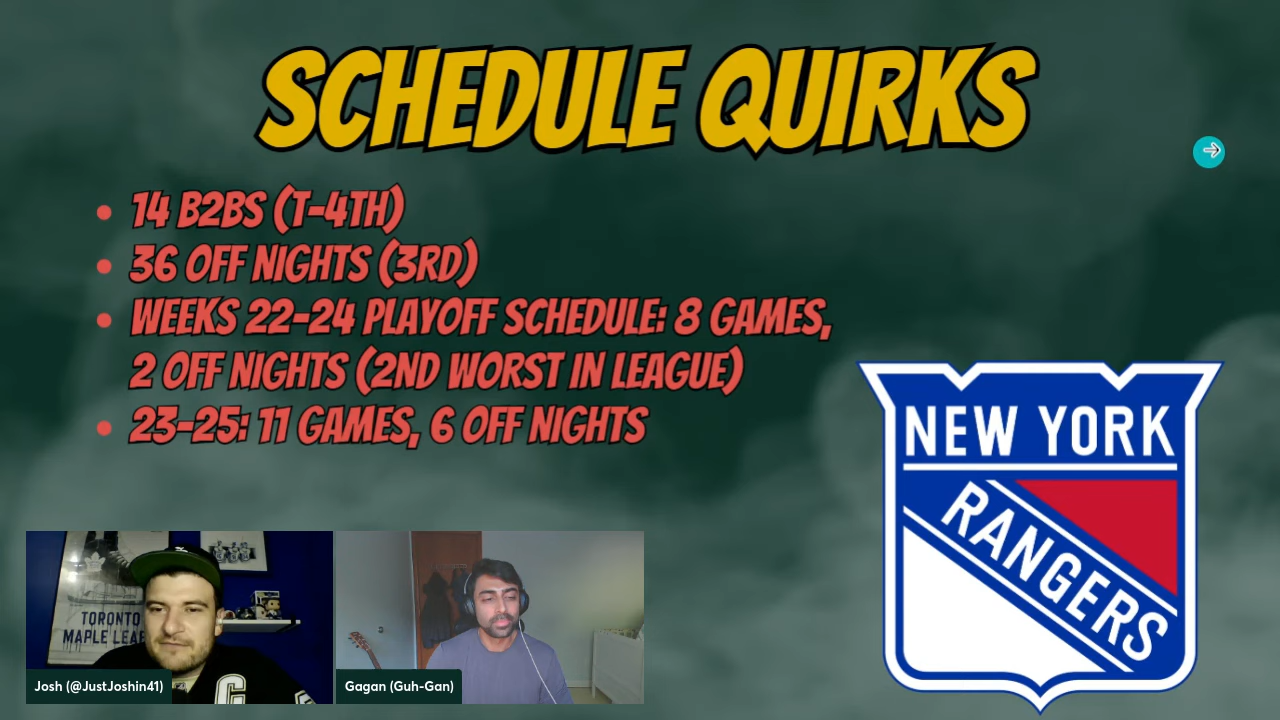 SCHEDULE QUIRKS
14 B2BS (T-4TH)
36 OFF NIGHTS (3RD)
WEEKS 22-24 PLAYOFF SCHEDULE: 8 GAMES,
2 OFF NIGHTS (2ND WORST IN LEAGUE)
23-25: 11 GAMES, 6 OFF NIGHTS
NEW YORK
RANGERS
TORONTO
MAPLE LEA
Josh (@JustJoshin41)
Gagan (Guh-Gan)